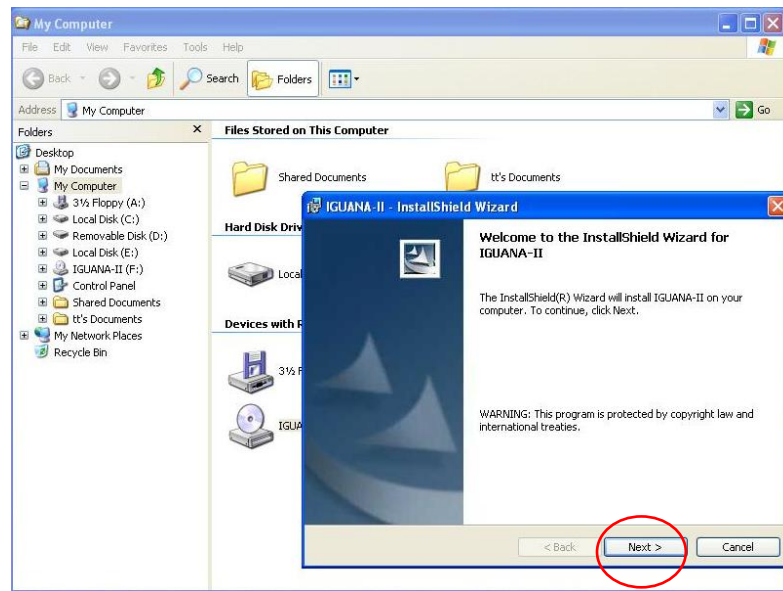 My Computer
File Edit View Favorites Tools Help
Back Search Folders
Address My Computer Go
Folders
Desktop
My Documents
My Computer
3½ Floppy (A:)
Local Disk (C:)
Removable Disk (D:)
Local Disk (E:)
IGUANA-II (F:)
Control Panel
Shared Documents
tt's Documents
My Network Places
Recycle Bin
Files Stored on This Computer
Shared Documents tt's Documents
Hard Disk Driv
Local
Devices with R
3½ F
IGUA
IGUANA-II - InstallShield Wizard
Welcome to the InstallShield Wizard for
IGUANA-II
The InstallShield(R) Wizard will install IGUANA-II on your
computer. To continue, click Next.
WARNING: This program is protected by copyright law and
international treaties.
< Back Next > Cancel